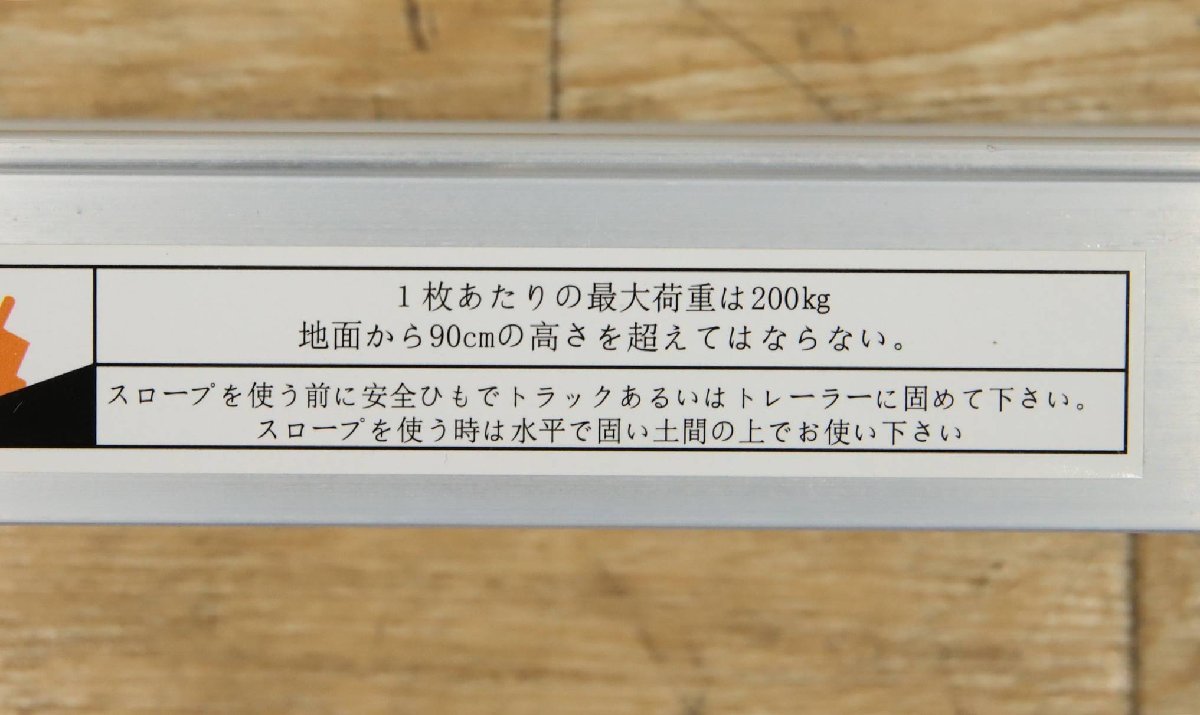 １枚あたりの最大荷重は200kg
地面から90cmの高さを超えてはならない。
スロープを使う前に安全ひもでトラックあるいはトレーラーに固めて下さい。
スロープを使う時は水平で固い土間の上でお使い下さい